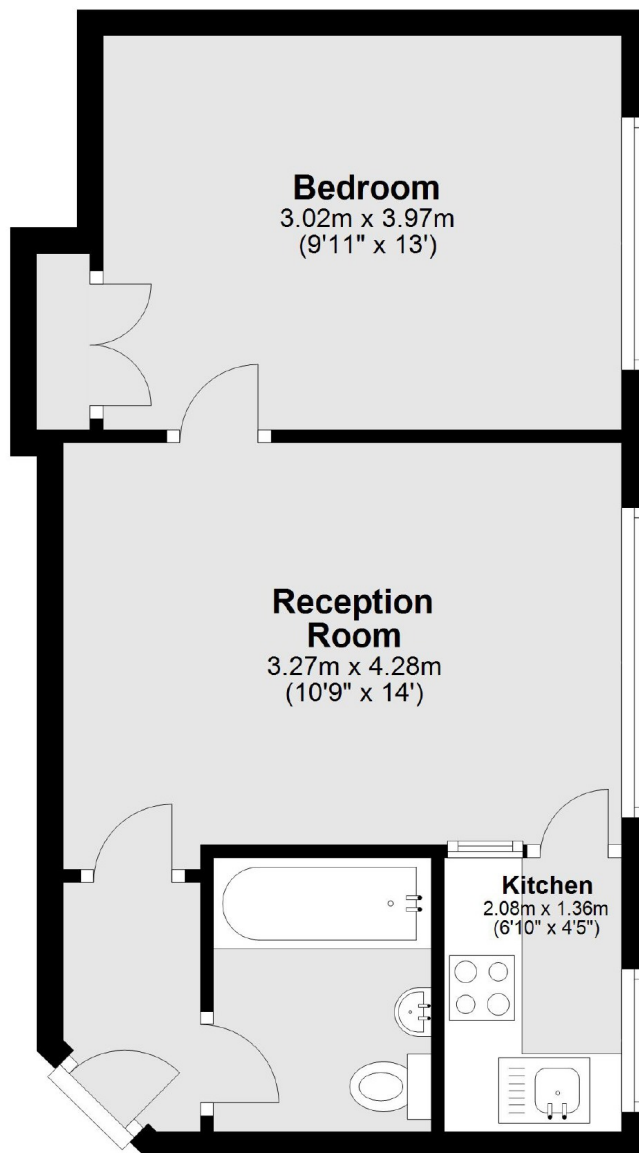 Bedroom
3.02m x 3.97m
(9'11" x 13')
Reception
Room
3.27m x 4.28m
(10'9" x 14')
Kitchen
2.08m x 1.36m
(6'10" x 4'5")